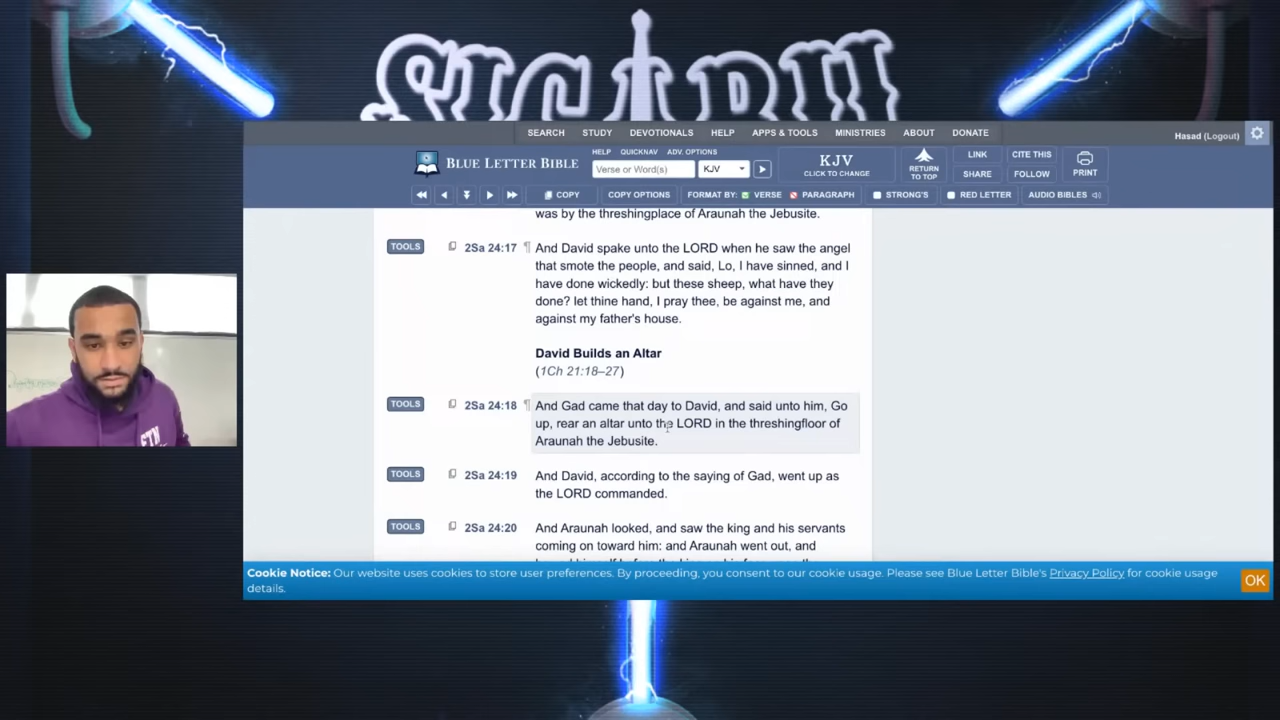 SICARII
SEARCH STUDY DEVOTIONALS HELP APPS & TOOLS MINISTRIES ABOUT DONATE
Hasad (Logout)
BLUE LETTER BIBLE
HELP QUICKNAV ADV. OPTIONS
Verse or Word(s) KJV
KJV
CLICK TO CHANGE
RETURN
TO TOP
LINK CITE THIS
SHARE FOLLOW
PRINT
COPY COPY OPTIONS FORMAT BY: VERSE PARAGRAPH STRONG'S RED LETTER AUDIO BIBLES
was by the threshingplace of Araunah the Jebusite.
TOOLS 2Sa 24:17 ¶ And David spake unto the LORD when he saw the angel
that smote the people, and said, Lo, I have sinned, and I
have done wickedly: but these sheep, what have they
done? let thine hand, I pray thee, be against me, and
against my father's house.
David Builds an Altar
(1Ch 21:18–27)
TOOLS 2Sa 24:18 ¶ And Gad came that day to David, and said unto him, Go
up, rear an altar unto the LORD in the threshingfloor of
Araunah the Jebusite.
TOOLS 2Sa 24:19 And David, according to the saying of Gad, went up as
the LORD commanded.
TOOLS 2Sa 24:20 And Araunah looked, and saw the king and his servants
coming on toward him: and Araunah went out, and
Cookie Notice: Our website uses cookies to store user preferences. By proceeding, you consent to our cookie usage. Please see Blue Letter Bible's Privacy Policy for cookie usage
details.
OK